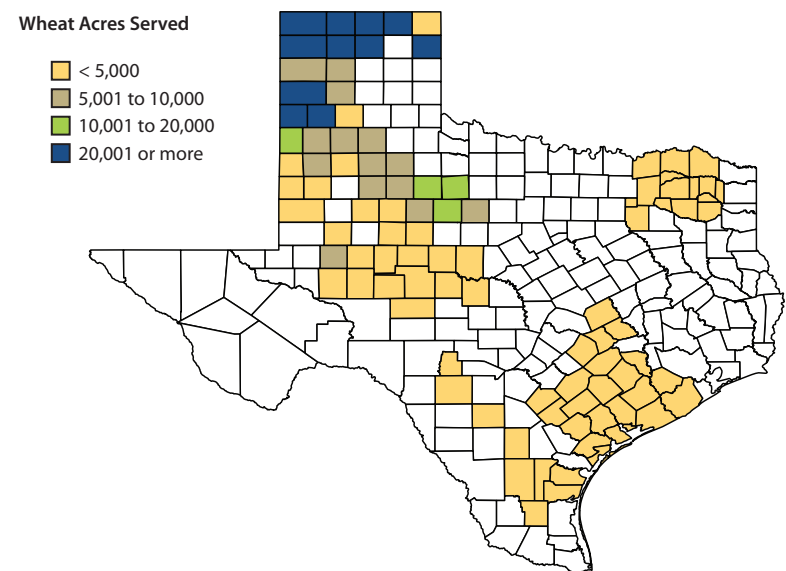 Wheat Acres Served
< 5,000
5,001 to 10,000
10,001 to 20,000
20,001 or more